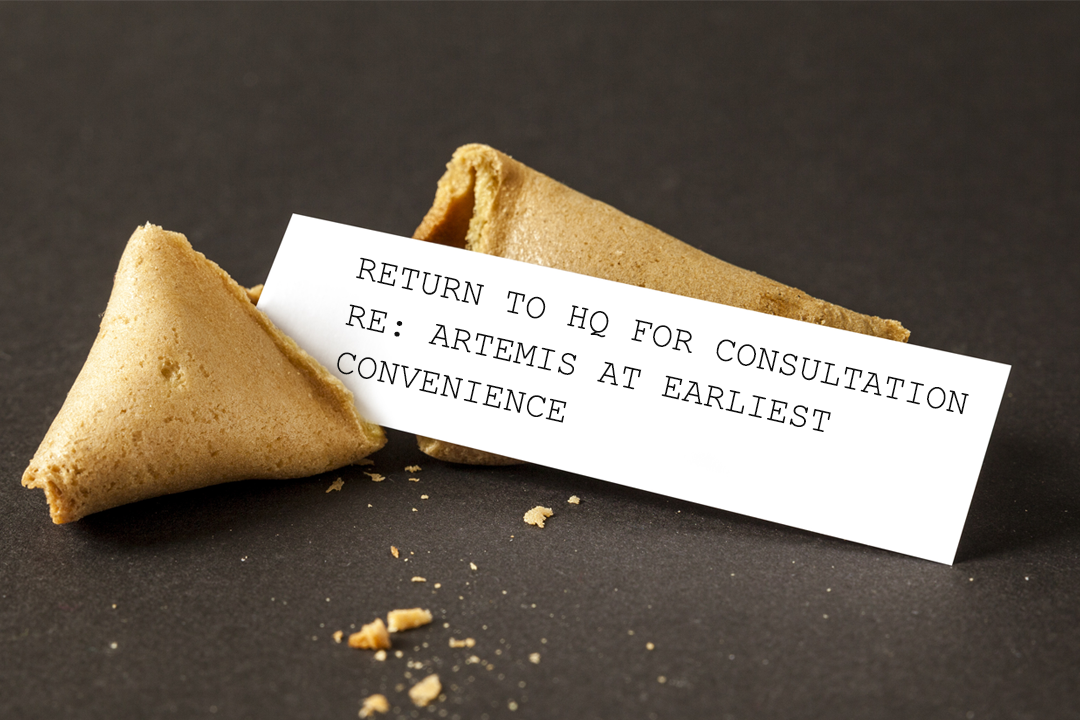 RETURN TO HQ FOR CONSULTATION
RE: ARTEMIS AT EARLIEST
CONVENIENCE